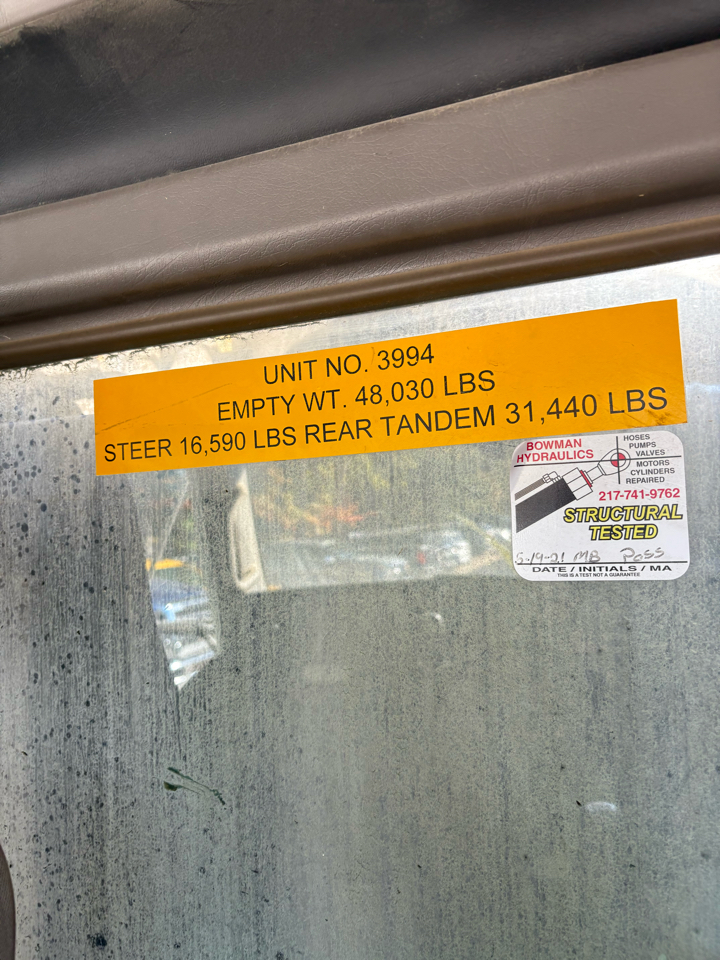 UNIT NO. 3994
EMPTY WT. 48,030 LBS
STEER 16,590 LBS REAR TANDEM 31,440 LBS
BOWMAN
HYDRAULICS
HOSES
PUMPS
VALVES
MOTORS
CYLINDERS
REPAIRED
217-741-9762
STRUCTURAL
TESTED
5-19-21 MB Poss
DATE / INITIALS / MA
THIS IS A TEST NOT A GUARANTEE